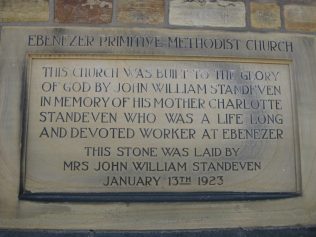 EBENEZER PRIMITIVE METHODIST CHURCH
THIS CHURCH WAS BUILT TO THE GLORY
OF GOD BY JOHN WILLIAM STANDEVEN
IN MEMORY OF HIS MOTHER CHARLOTTE
STANDEVEN WHO WAS A LIFE LONG
AND DEVOTED WORKER AT EBENEZER
THIS STONE WAS LAID BY
MRS JOHN WILLIAM STANDEVEN
JANUARY 13TH 1923